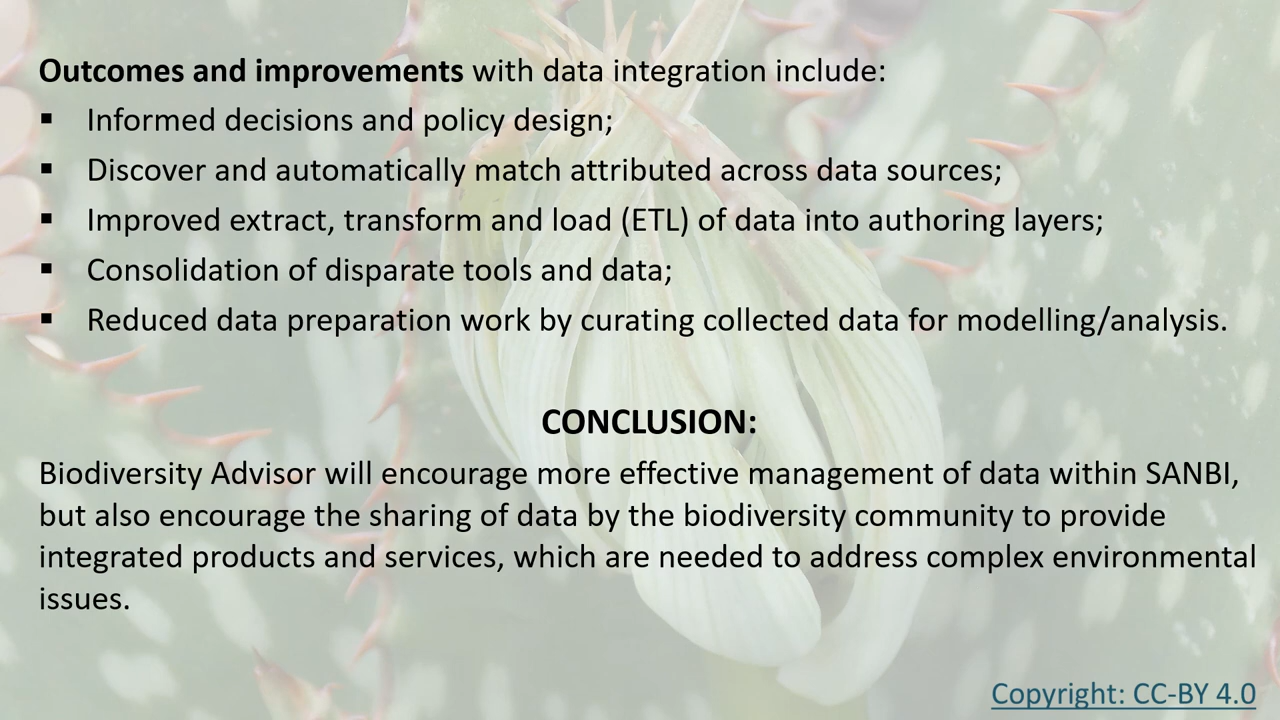 Outcomes and improvements with data integration include:
▪ Informed decisions and policy design;
▪ Discover and automatically match attributed across data sources;
▪ Improved extract, transform and load (ETL) of data into authoring layers;
▪ Consolidation of disparate tools and data;
▪ Reduced data preparation work by curating collected data for modelling/analysis.
CONCLUSION:
Biodiversity Advisor will encourage more effective management of data within SANBI,
but also encourage the sharing of data by the biodiversity community to provide
integrated products and services, which are needed to address complex environmental
issues.
Copyright: CC-BY 4.0